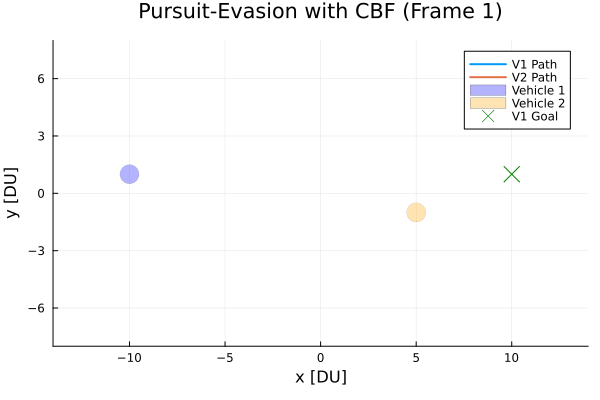 Pursuit-Evasion with CBF (Frame 1)
V1 Path
V2 Path
Vehicle 1
Vehicle 2
V1 Goal
6
3
0
−3
−6
y [DU]
−10
−5
0
5
10
x [DU]